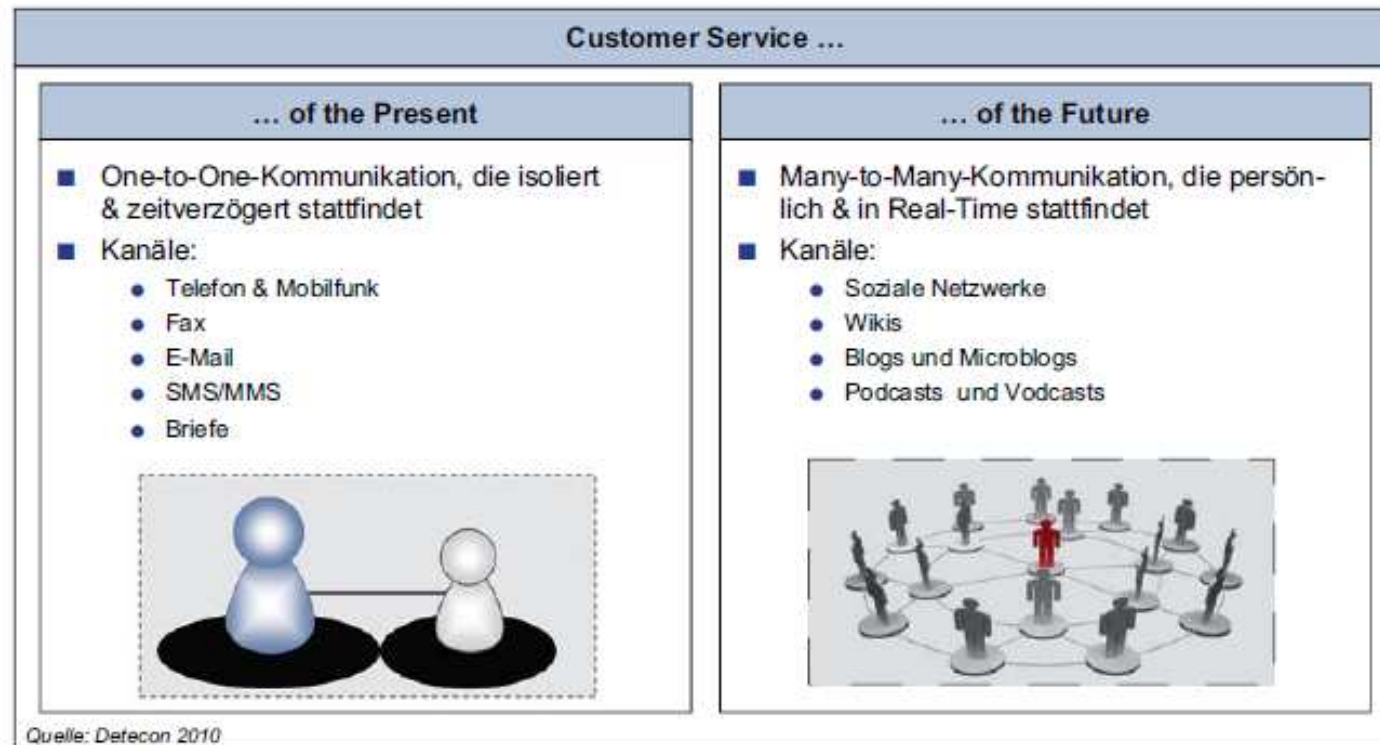 Customer Service ...
... of the Present
■ One-to-One-Kommunikation, die isoliert
& zeitverzögert stattfindet
■ Kanäle:
● Telefon & Mobilfunk
● Fax
● E-Mail
● SMS/MMS
● Briefe
... of the Future
■ Many-to-Many-Kommunikation, die persön-
lich & in Real-Time stattfindet
■ Kanäle:
● Soziale Netzwerke
● Wikis
● Blogs und Microblogs
● Podcasts und Vodcasts
Quelle: Detecon 2010